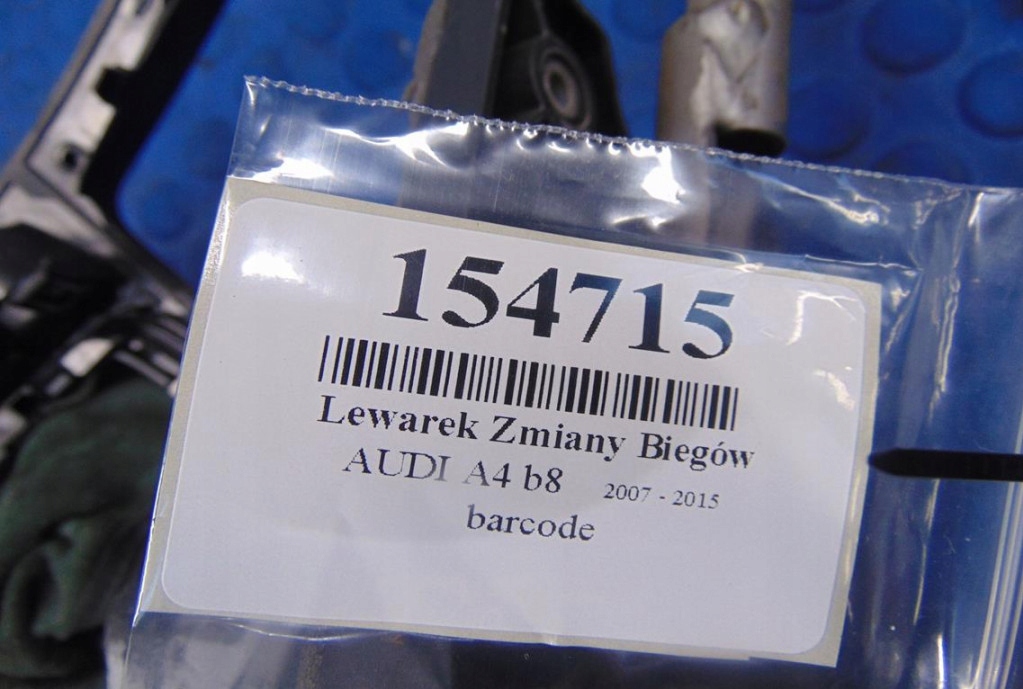 154715
Lewarek Zmiany Biegów
AUDI A4 b8 2007 - 2015
barcode